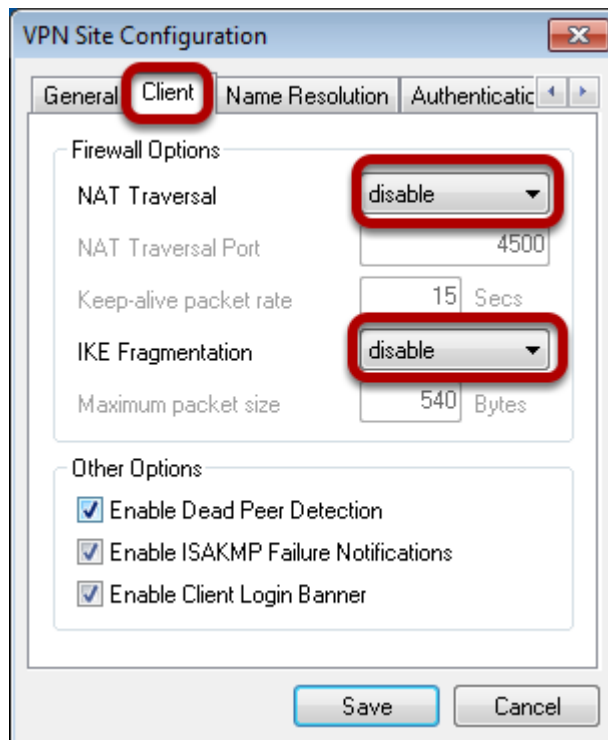 VPN Site Configuration
General Client Name Resolution Authenticatic
Firewall Options
NAT Traversal disable
NAT Traversal Port 4500
Keep-alive packet rate 15 Secs
IKE Fragmentation disable
Maximum packet size 540 Bytes
Other Options
Enable Dead Peer Detection
Enable ISAKMP Failure Notifications
Enable Client Login Banner
Save Cancel